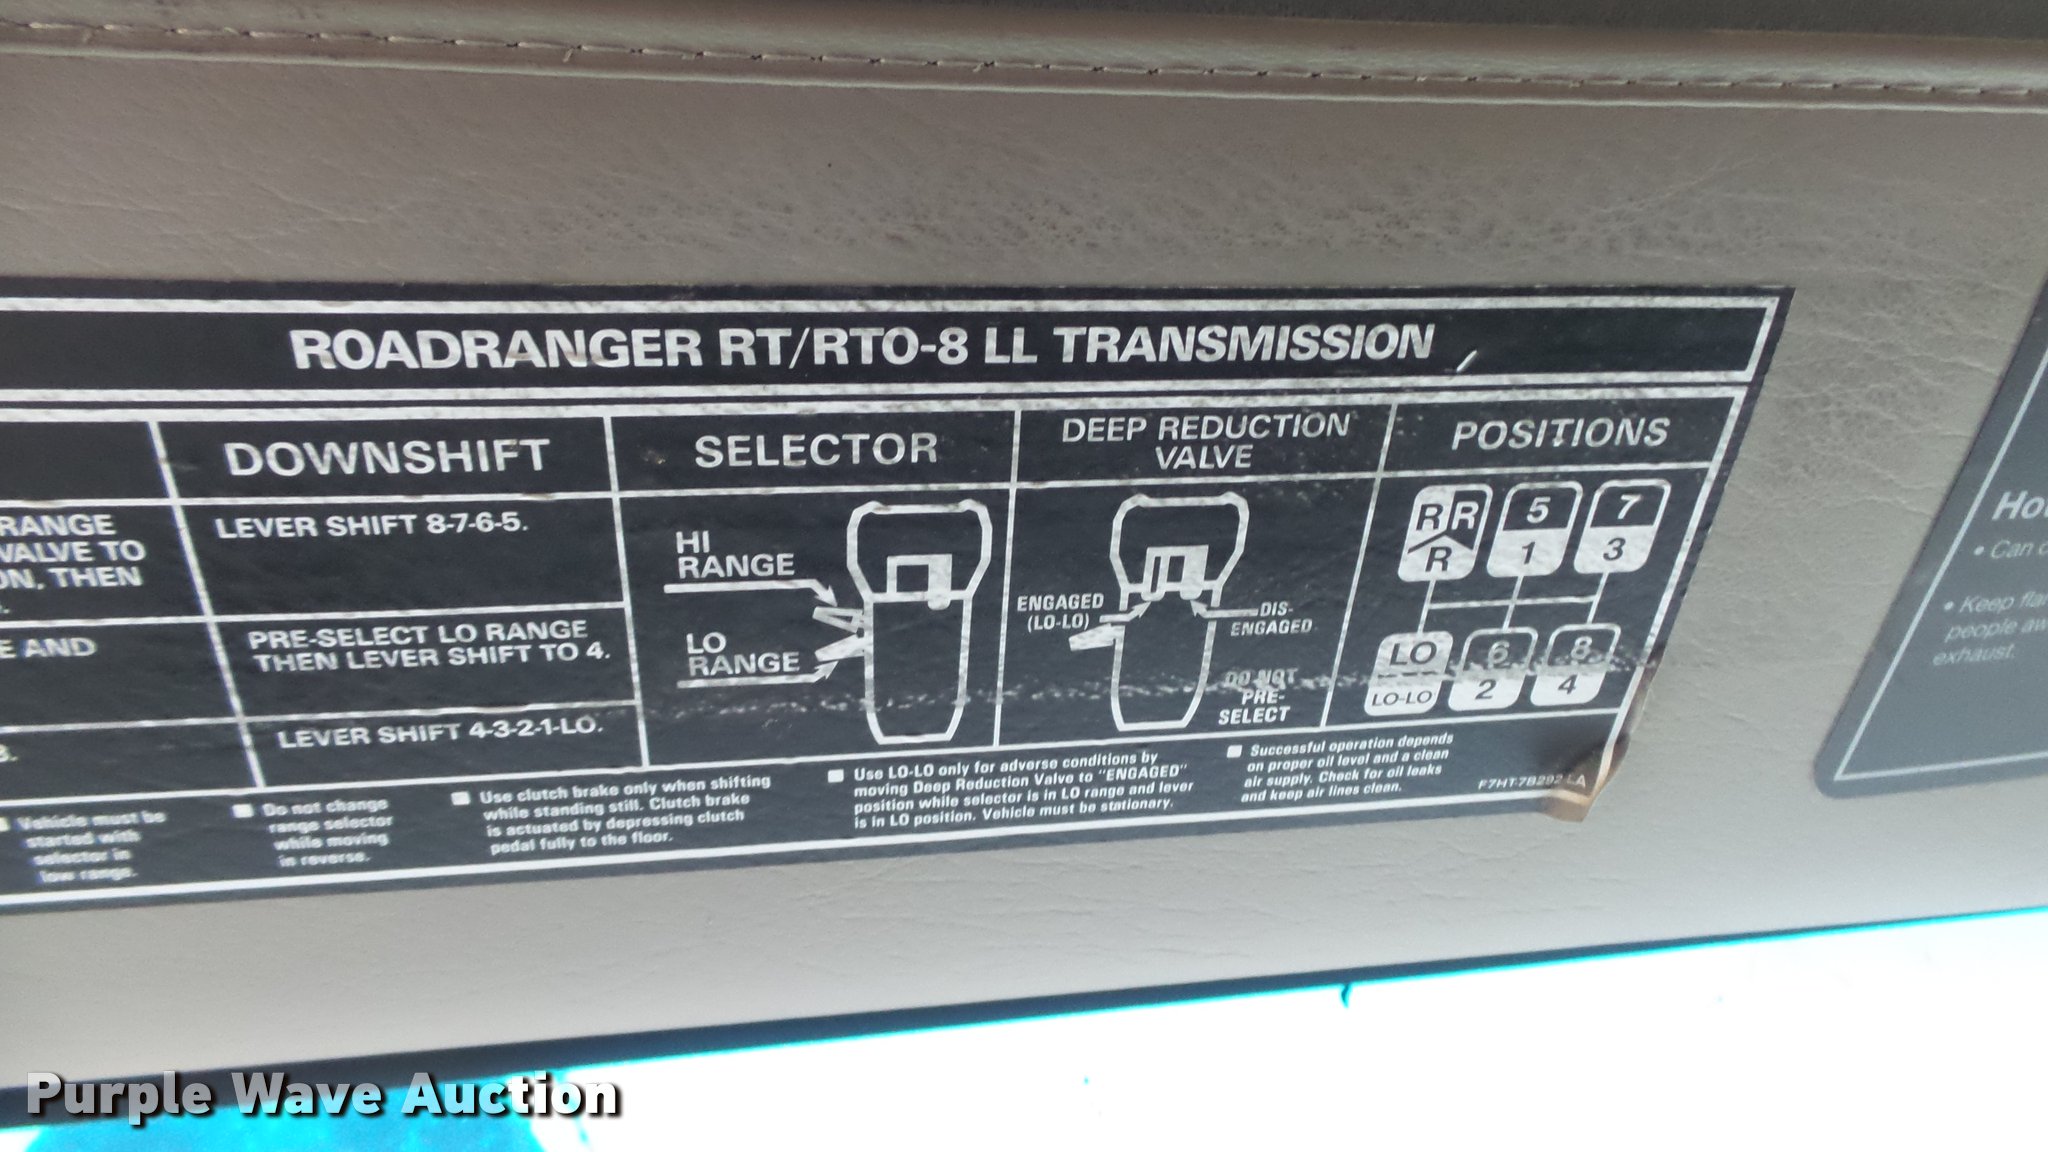 ROADRANGER RT/RTO-8 LL TRANSMISSION
DOWNSHIFT
SELECTOR
DEEP REDUCTION
VALVE
POSITIONS
RANGE
VALVE TO
ON, THEN
E AND
LEVER SHIFT 8-7-6-5.
PRE-SELECT LO RANGE
THEN LEVER SHIFT TO 4.
LEVER SHIFT 4-3-2-1-LO.
HI
RANGE
LO
RANGE
ENGAGED
(LO-LO)
DIS-
ENGAGED
DO NOT
PRE-
SELECT
R R 5 7
R 1 3
LO 6 8
LO-LO 2 4
Vehicle must be
started with
selector in
low range.
Do not change
range selector
while moving
in reverse.
Use clutch brake only when shifting
while standing still. Clutch brake
is actuated by depressing clutch
pedal fully to the floor.
Use LO-LO only for adverse conditions by
moving Deep Reduction Valve to "ENGAGED"
position while selector is in LO range and lever
is in LO position. Vehicle must be stationary.
Successful operation depends
on proper oil level and a clean
air supply. Check for oil leaks
and keep air lines clean.
Hou
• Can
• Keep
people
exhaust.
Purple Wave Auction